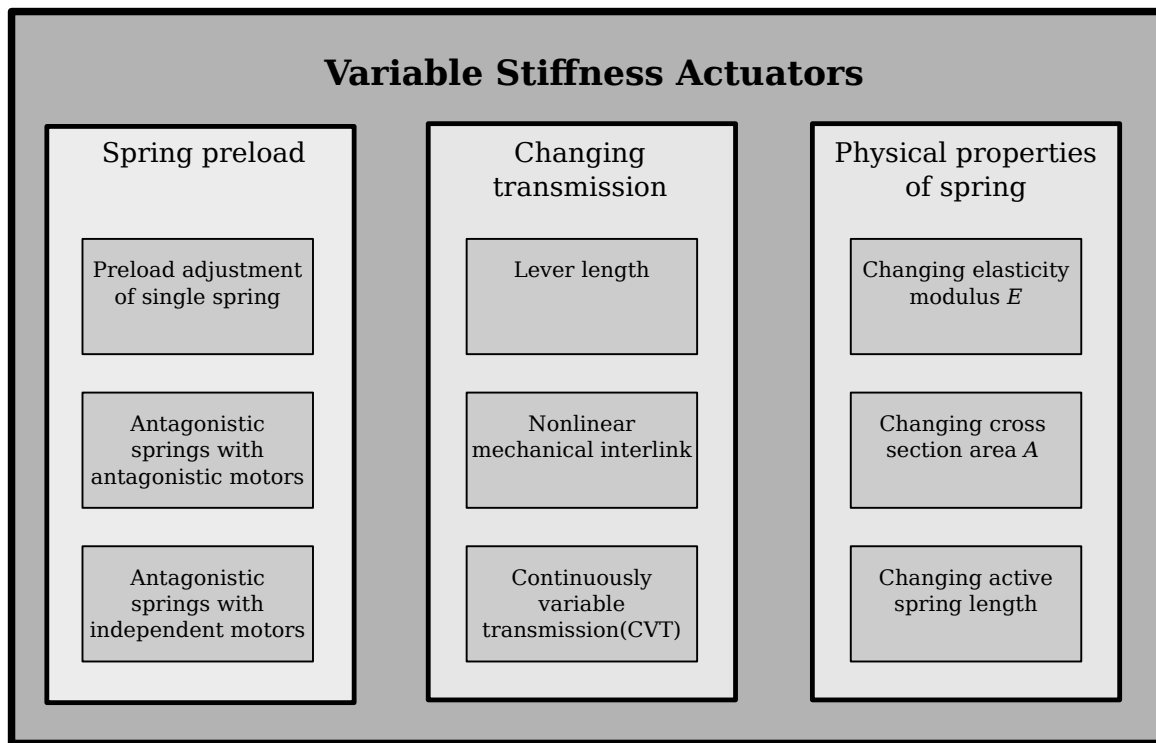 Variable Stiffness Actuators
Spring preload
Preload adjustment
of single spring
Antagonistic
springs with
antagonistic motors
Antagonistic
springs with
independent motors
Changing
transmission
Lever length
Nonlinear
mechanical interlink
Continuously
variable
transmission(CVT)
Physical properties
of spring
Changing elasticity
modulus E
Changing cross
section area A
Changing active
spring length